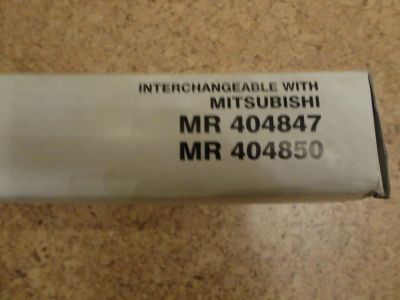 INTERCHANGEABLE WITH
MITSUBISHI
MR 404847
MR 404850